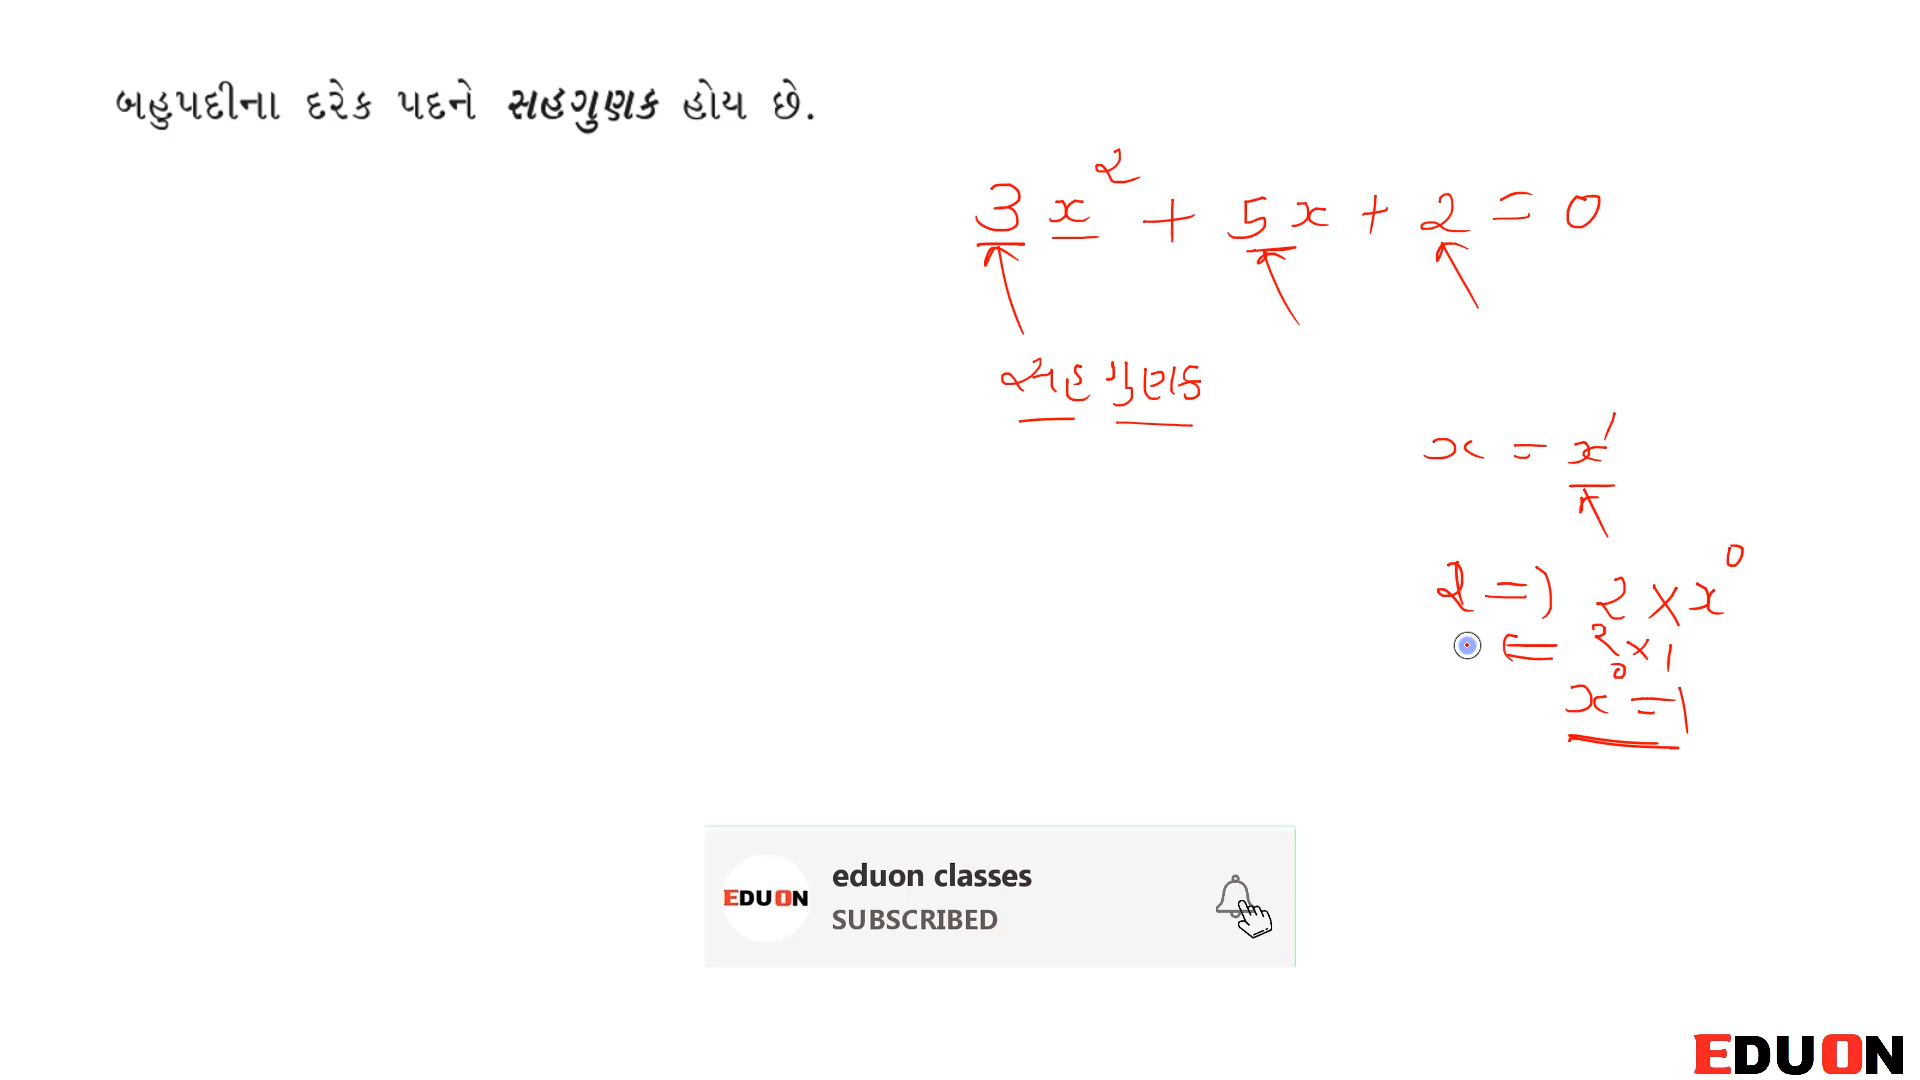 બહુપદીના દરેક પદને સહગુણક હોય છે.
3x² + 5x + 2 = 0
સહગુણક
x = x¹
2 ⇒ 2 × x⁰
⇐ 2 × 1
x⁰ = 1
EDUON
eduon classes
SUBSCRIBED
EDUON